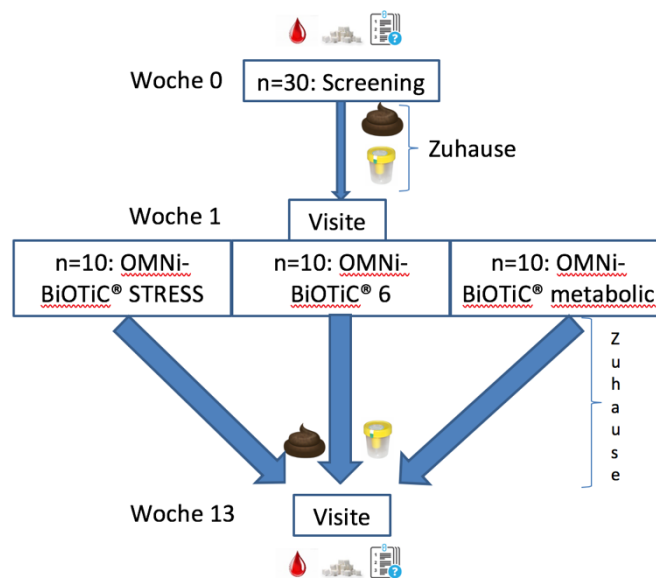 Woche 0
n=30: Screening
Zuhause
Woche 1
Visite
n=10: OMNi-
BiOTiC® STRESS
n=10: OMNi-
BiOTiC® 6
n=10: OMNi-
BiOTiC® metabolic
Zuhause
Woche 13
Visite